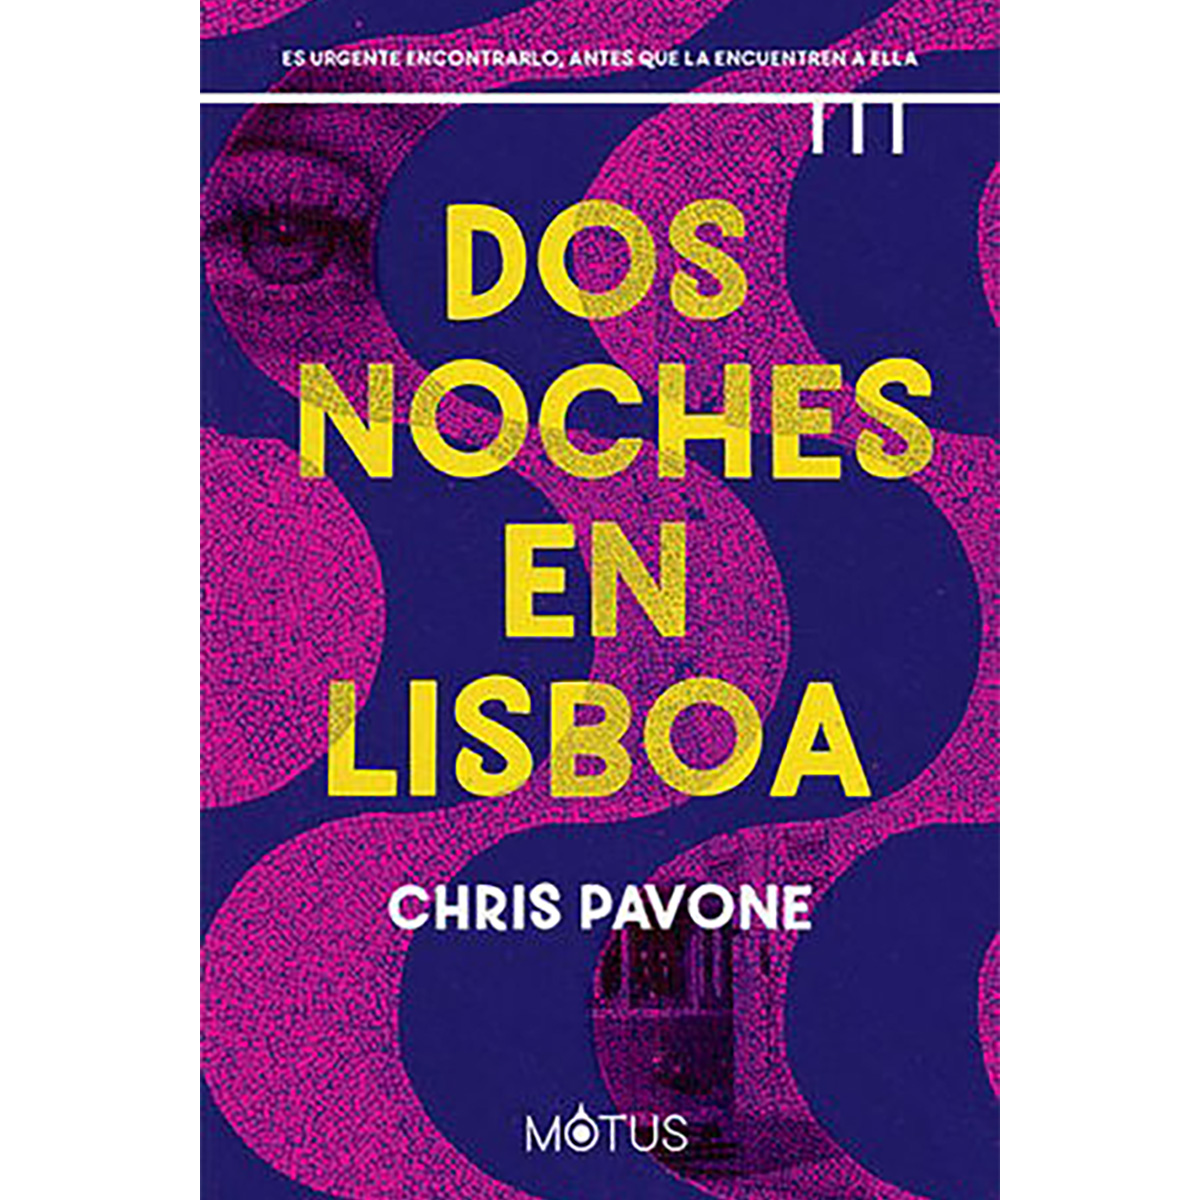 ES URGENTE ENCONTRARLO, ANTES QUE LA ENCUENTREN A ELLA
DOS
NOCHES
EN
LISBOA
CHRIS PAVONE
MOTUS